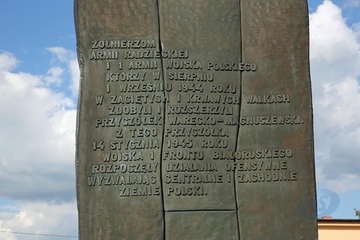 ŻOŁNIERZOM
ARMII RADZIECKIEJ
I 1 ARMII WOJSKA POLSKIEGO
KTÓRZY W SIERPNIU
I WRZEŚNIU 1944 ROKU
W ZACIĘTYCH I KRWAWYCH WALKACH
ZDOBYLI I ROZSZERZYLI
PRZYCZÓŁEK WARECKO-MAGNUSZEWSKI
Z TEGO PRZYCZÓŁKA
14 STYCZNIA 1945 ROKU
WOJSKA 1 FRONTU BIAŁORUSKIEGO
ROZPOCZĘŁY DZIAŁANIA OFENSYWNE
WYZWALAJĄC CENTRALNE I ZACHODNIE
ZIEMIE POLSKI.